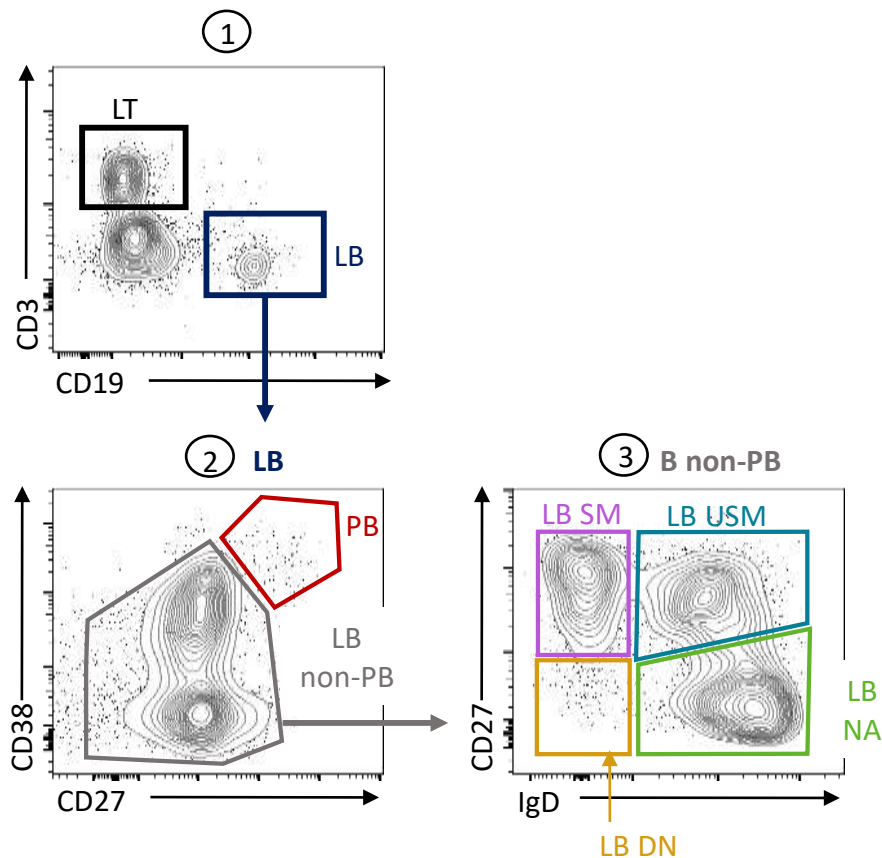 1
LT
LB
CD3
CD19
2 LB
PB
LB
non-PB
CD38
CD27
3 B non-PB
LB SM
LB USM
LB
NA
CD27
IgD
LB DN